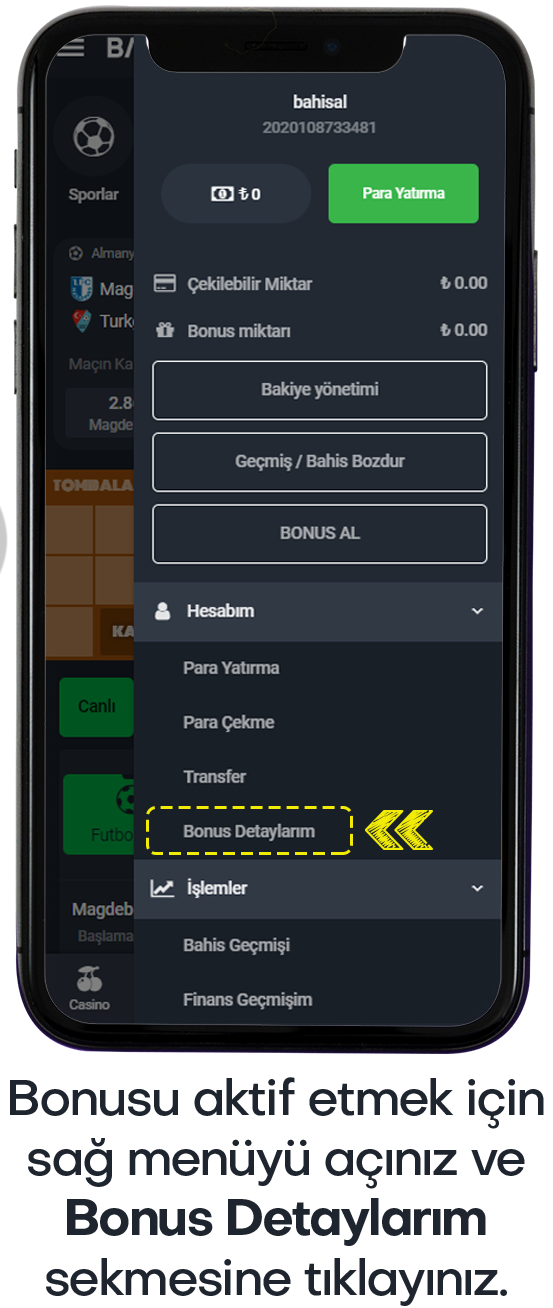 BA
bahisal
2020108733481
₺ 0
Para Yatırma
Sporlar
Almany
Mag
Turk
Maçın Ka
2.8
Magde
Çekilebilir Miktar
₺ 0.00
Bonus miktarı
₺ 0.00
Bakiye yönetimi
Geçmiş / Bahis Bozdur
BONUS AL
TOMBALA
KA
Hesabım
Para Yatırma
Para Çekme
Transfer
Bonus Detaylarım
Canlı
Futbo
İşlemler
Magdeb
Başlama
Bahis Geçmişi
Finans Geçmişim
Casino
Bonusu aktif etmek için
sağ menüyü açınız ve
Bonus Detaylarım
sekmesine tıklayınız.